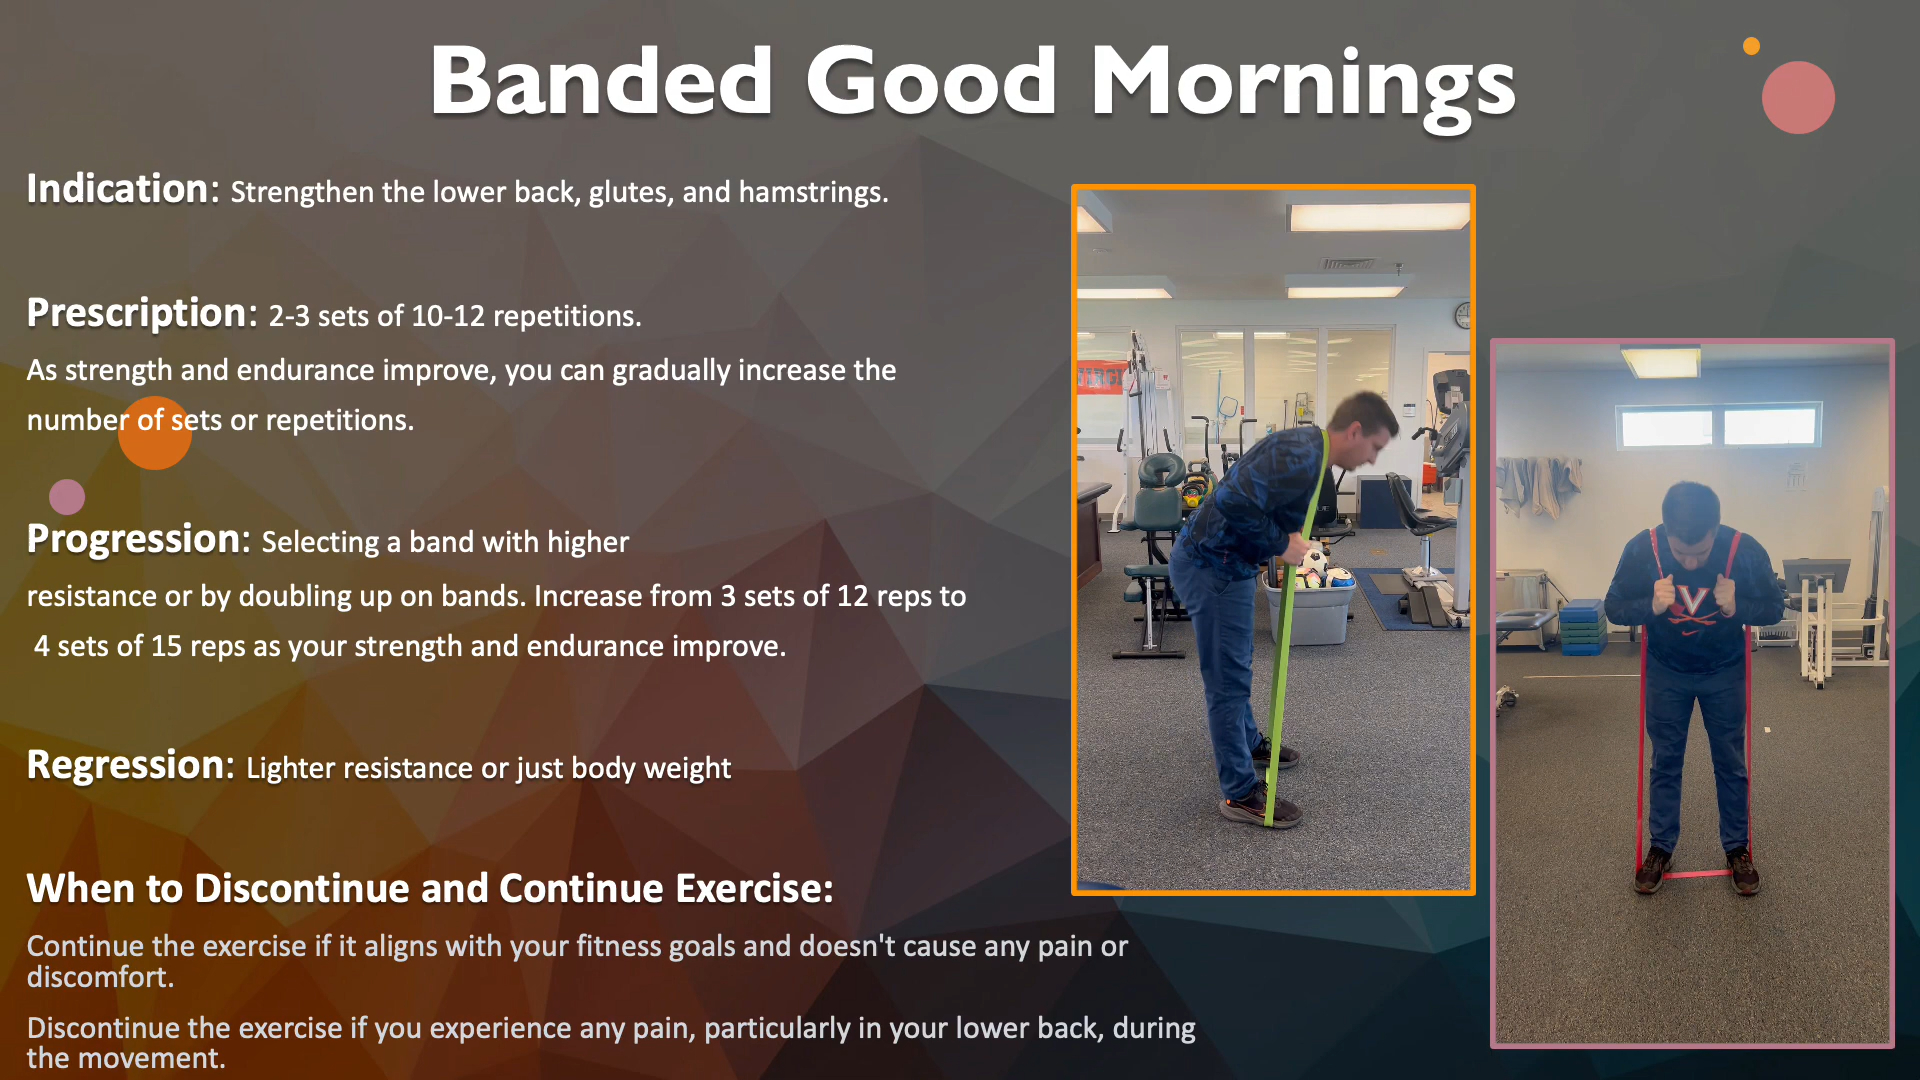 Banded Good Mornings
Indication: Strengthen the lower back, glutes, and hamstrings.
Prescription: 2-3 sets of 10-12 repetitions.
As strength and endurance improve, you can gradually increase the
number of sets or repetitions.
Progression: Selecting a band with higher
resistance or by doubling up on bands. Increase from 3 sets of 12 reps to
4 sets of 15 reps as your strength and endurance improve.
Regression: Lighter resistance or just body weight
When to Discontinue and Continue Exercise:
Continue the exercise if it aligns with your fitness goals and doesn't cause any pain or
discomfort.
Discontinue the exercise if you experience any pain, particularly in your lower back, during
the movement.
V